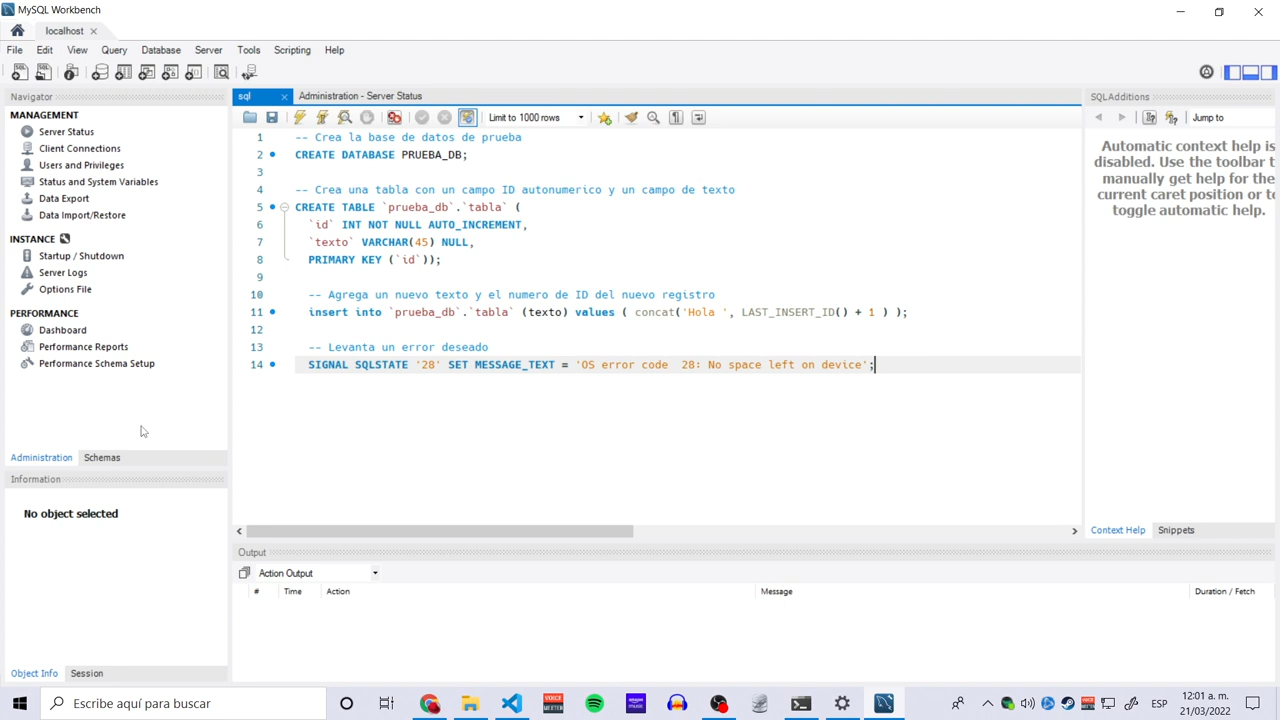 MySQL Workbench
localhost
File Edit View Query Database Server Tools Scripting Help
Navigator
MANAGEMENT
Server Status
Client Connections
Users and Privileges
Status and System Variables
Data Export
Data Import/Restore
INSTANCE
Startup / Shutdown
Server Logs
Options File
PERFORMANCE
Dashboard
Performance Reports
Performance Schema Setup
Administration Schemas
Information
No object selected
Object Info Session
sql Administration - Server Status
Limit to 1000 rows
1 -- Crea la base de datos de prueba
2 CREATE DATABASE PRUEBA_DB;
3
4 -- Crea una tabla con un campo ID autonumerico y un campo de texto
5 CREATE TABLE `prueba_db`.`tabla` (
6 `id` INT NOT NULL AUTO_INCREMENT,
7 `texto` VARCHAR(45) NULL,
8 PRIMARY KEY (`id`));
9
10 -- Agrega un nuevo texto y el numero de ID del nuevo registro
11 insert into `prueba_db`.`tabla` (texto) values ( concat('Hola ', LAST_INSERT_ID() + 1 ) );
12
13 -- Levanta un error deseado
14 SIGNAL SQLSTATE '28' SET MESSAGE_TEXT = 'OS error code  28: No space left on device';
Output
Action Output
# Time Action Message Duration / Fetch
SQLAdditions
Jump to
Automatic context help is
disabled. Use the toolbar to
manually get help for the
current caret position or to
toggle automatic help.
Context Help Snippets
Escribe aquí para buscar
VOICE
MEETER
amazon
music
ESP
12:01 a. m.
21/03/2022